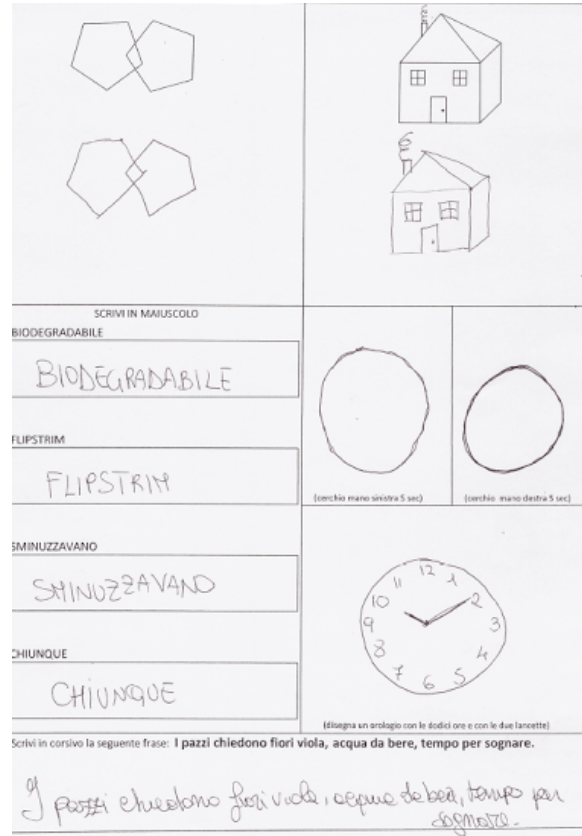 SCRIVI IN MAIUSCOLO
BIODEGRADABILE
BIODEGRADABILE
FLIPSTRIM
FLIPSTRIM
SMINUZZAVANO
SMINUZZAVANO
CHIUNQUE
CHIUNQUE
(cerchio mano sinistra 5 sec)
(cerchio mano destra 5 sec)
12
11 1
10 2
9 3
8 4
7 5
6
(disegna un orologio con le dodici ore e con le due lancette)
Scrivi in corsivo la seguente frase: I pazzi chiedono fiori viola, acqua da bere, tempo per sognare.
I pazzi chiedono fiori viola, acqua da bere, tempo per
sognare.